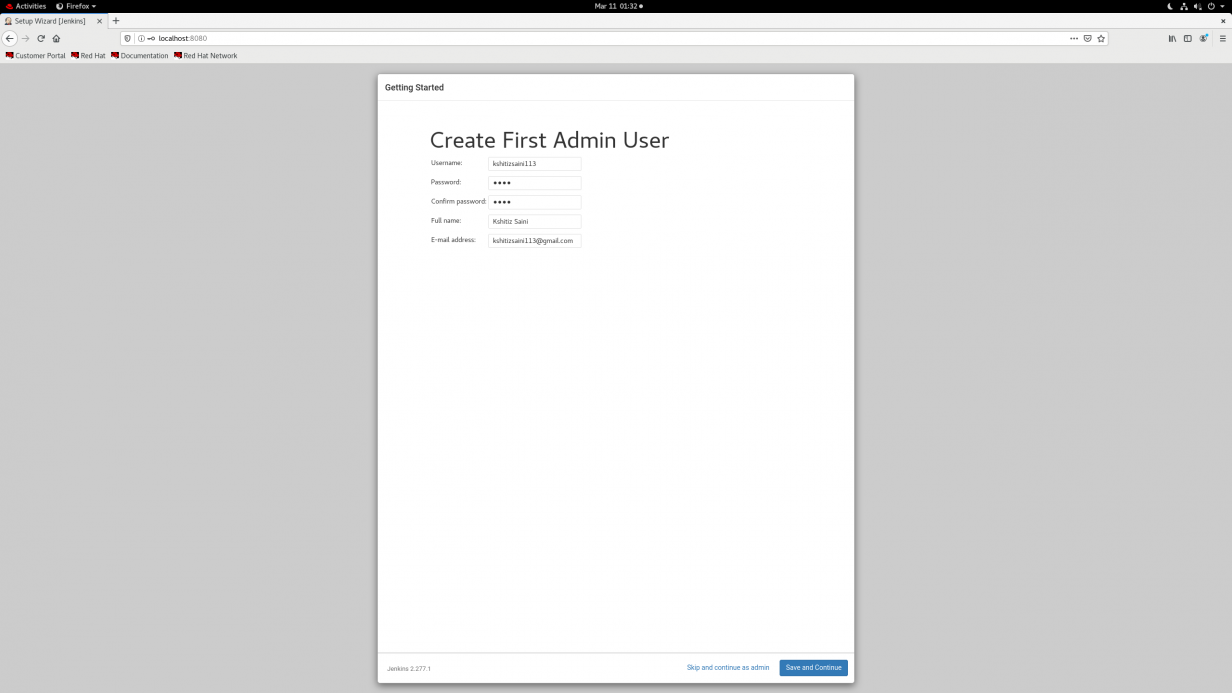 Activities Firefox Mar 11 01:32
Setup Wizard [Jenkins]
localhost:8080
Customer Portal Red Hat Documentation Red Hat Network
Getting Started
Create First Admin User
Username: kshitizsaini113
Password: ••••
Confirm password: ••••
Full name: Kshitiz Saini
E-mail address: kshitizsaini113@gmail.com
Jenkins 2.277.1 Skip and continue as admin Save and Continue